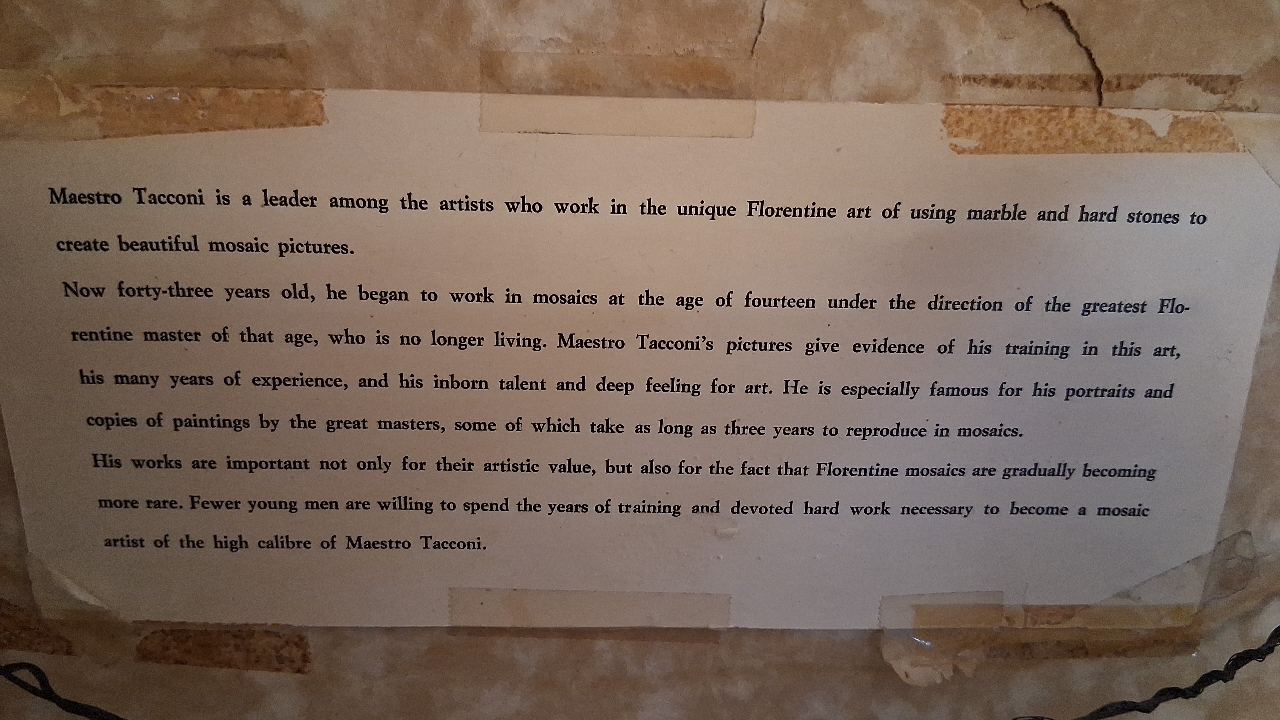 Maestro Tacconi is a leader among the artists who work in the unique Florentine art of using marble and hard stones to
create beautiful mosaic pictures.
Now forty-three years old, he began to work in mosaics at the age of fourteen under the direction of the greatest Flo-
rentine master of that age, who is no longer living. Maestro Tacconi's pictures give evidence of his training in this art,
his many years of experience, and his inborn talent and deep feeling for art. He is especially famous for his portraits and
copies of paintings by the great masters, some of which take as long as three years to reproduce in mosaics.
His works are important not only for their artistic value, but also for the fact that Florentine mosaics are gradually becoming
more rare. Fewer young men are willing to spend the years of training and devoted hard work necessary to become a mosaic
artist of the high calibre of Maestro Tacconi.